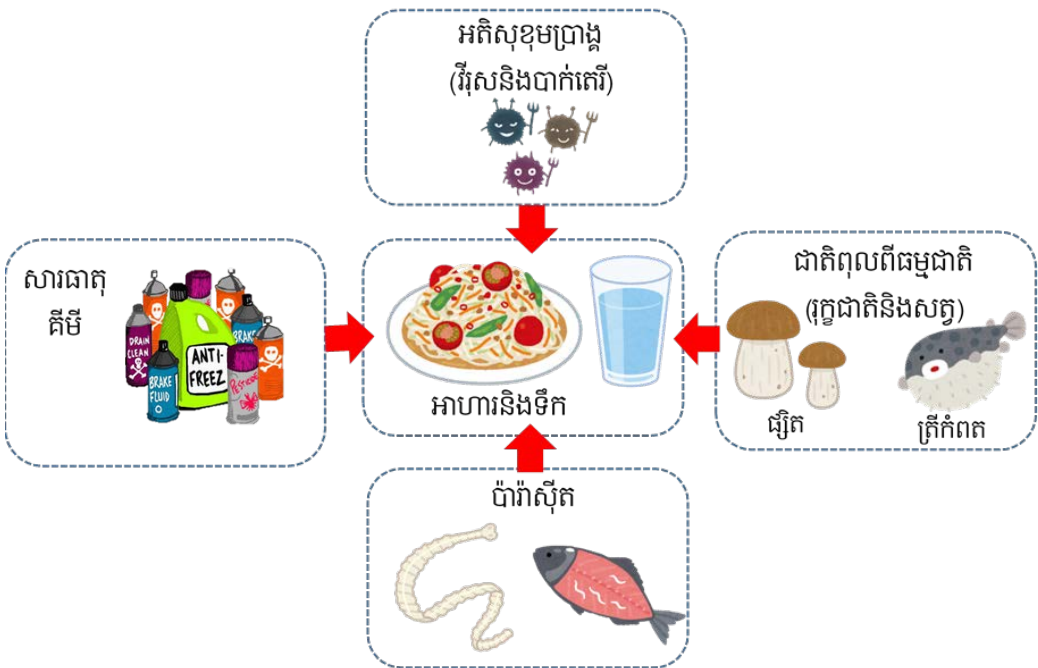 អតិសុខុមប្រាង្គ
(វីរុសនិងបាក់តេរី)
សារធាតុ
គីមី
DRAIN
CLEAN
BRAKE
FLUID
ANTI-
FREEZ
BRAKE
PESTICIDE
អាហារនិងទឹក
ជាតិពុលពីធម្មជាតិ
(រុក្ខជាតិនិងសត្វ)
ផ្សិត
ត្រីកំពត
ប៉ារ៉ាស៊ីត